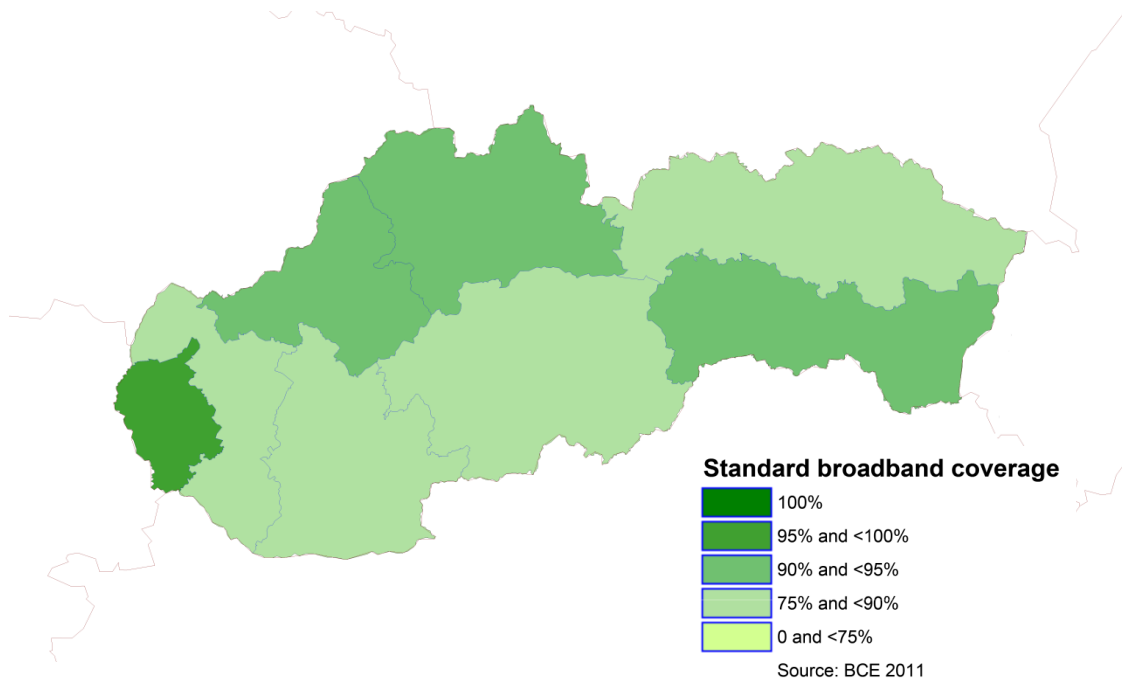 Standard broadband coverage
100%
95% and <100%
90% and <95%
75% and <90%
0 and <75%
Source: BCE 2011